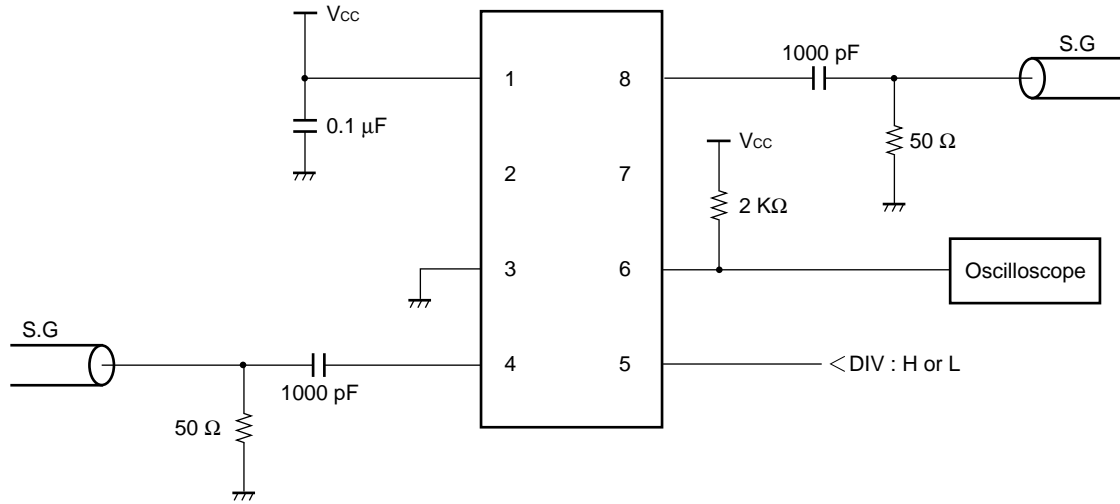 VCC
S.G
1000 pF
1
8
0.1 μF
50 Ω
VCC
2
7
2 KΩ
3
6
Oscilloscope
S.G
4
5
DIV : H or L
1000 pF
50 Ω